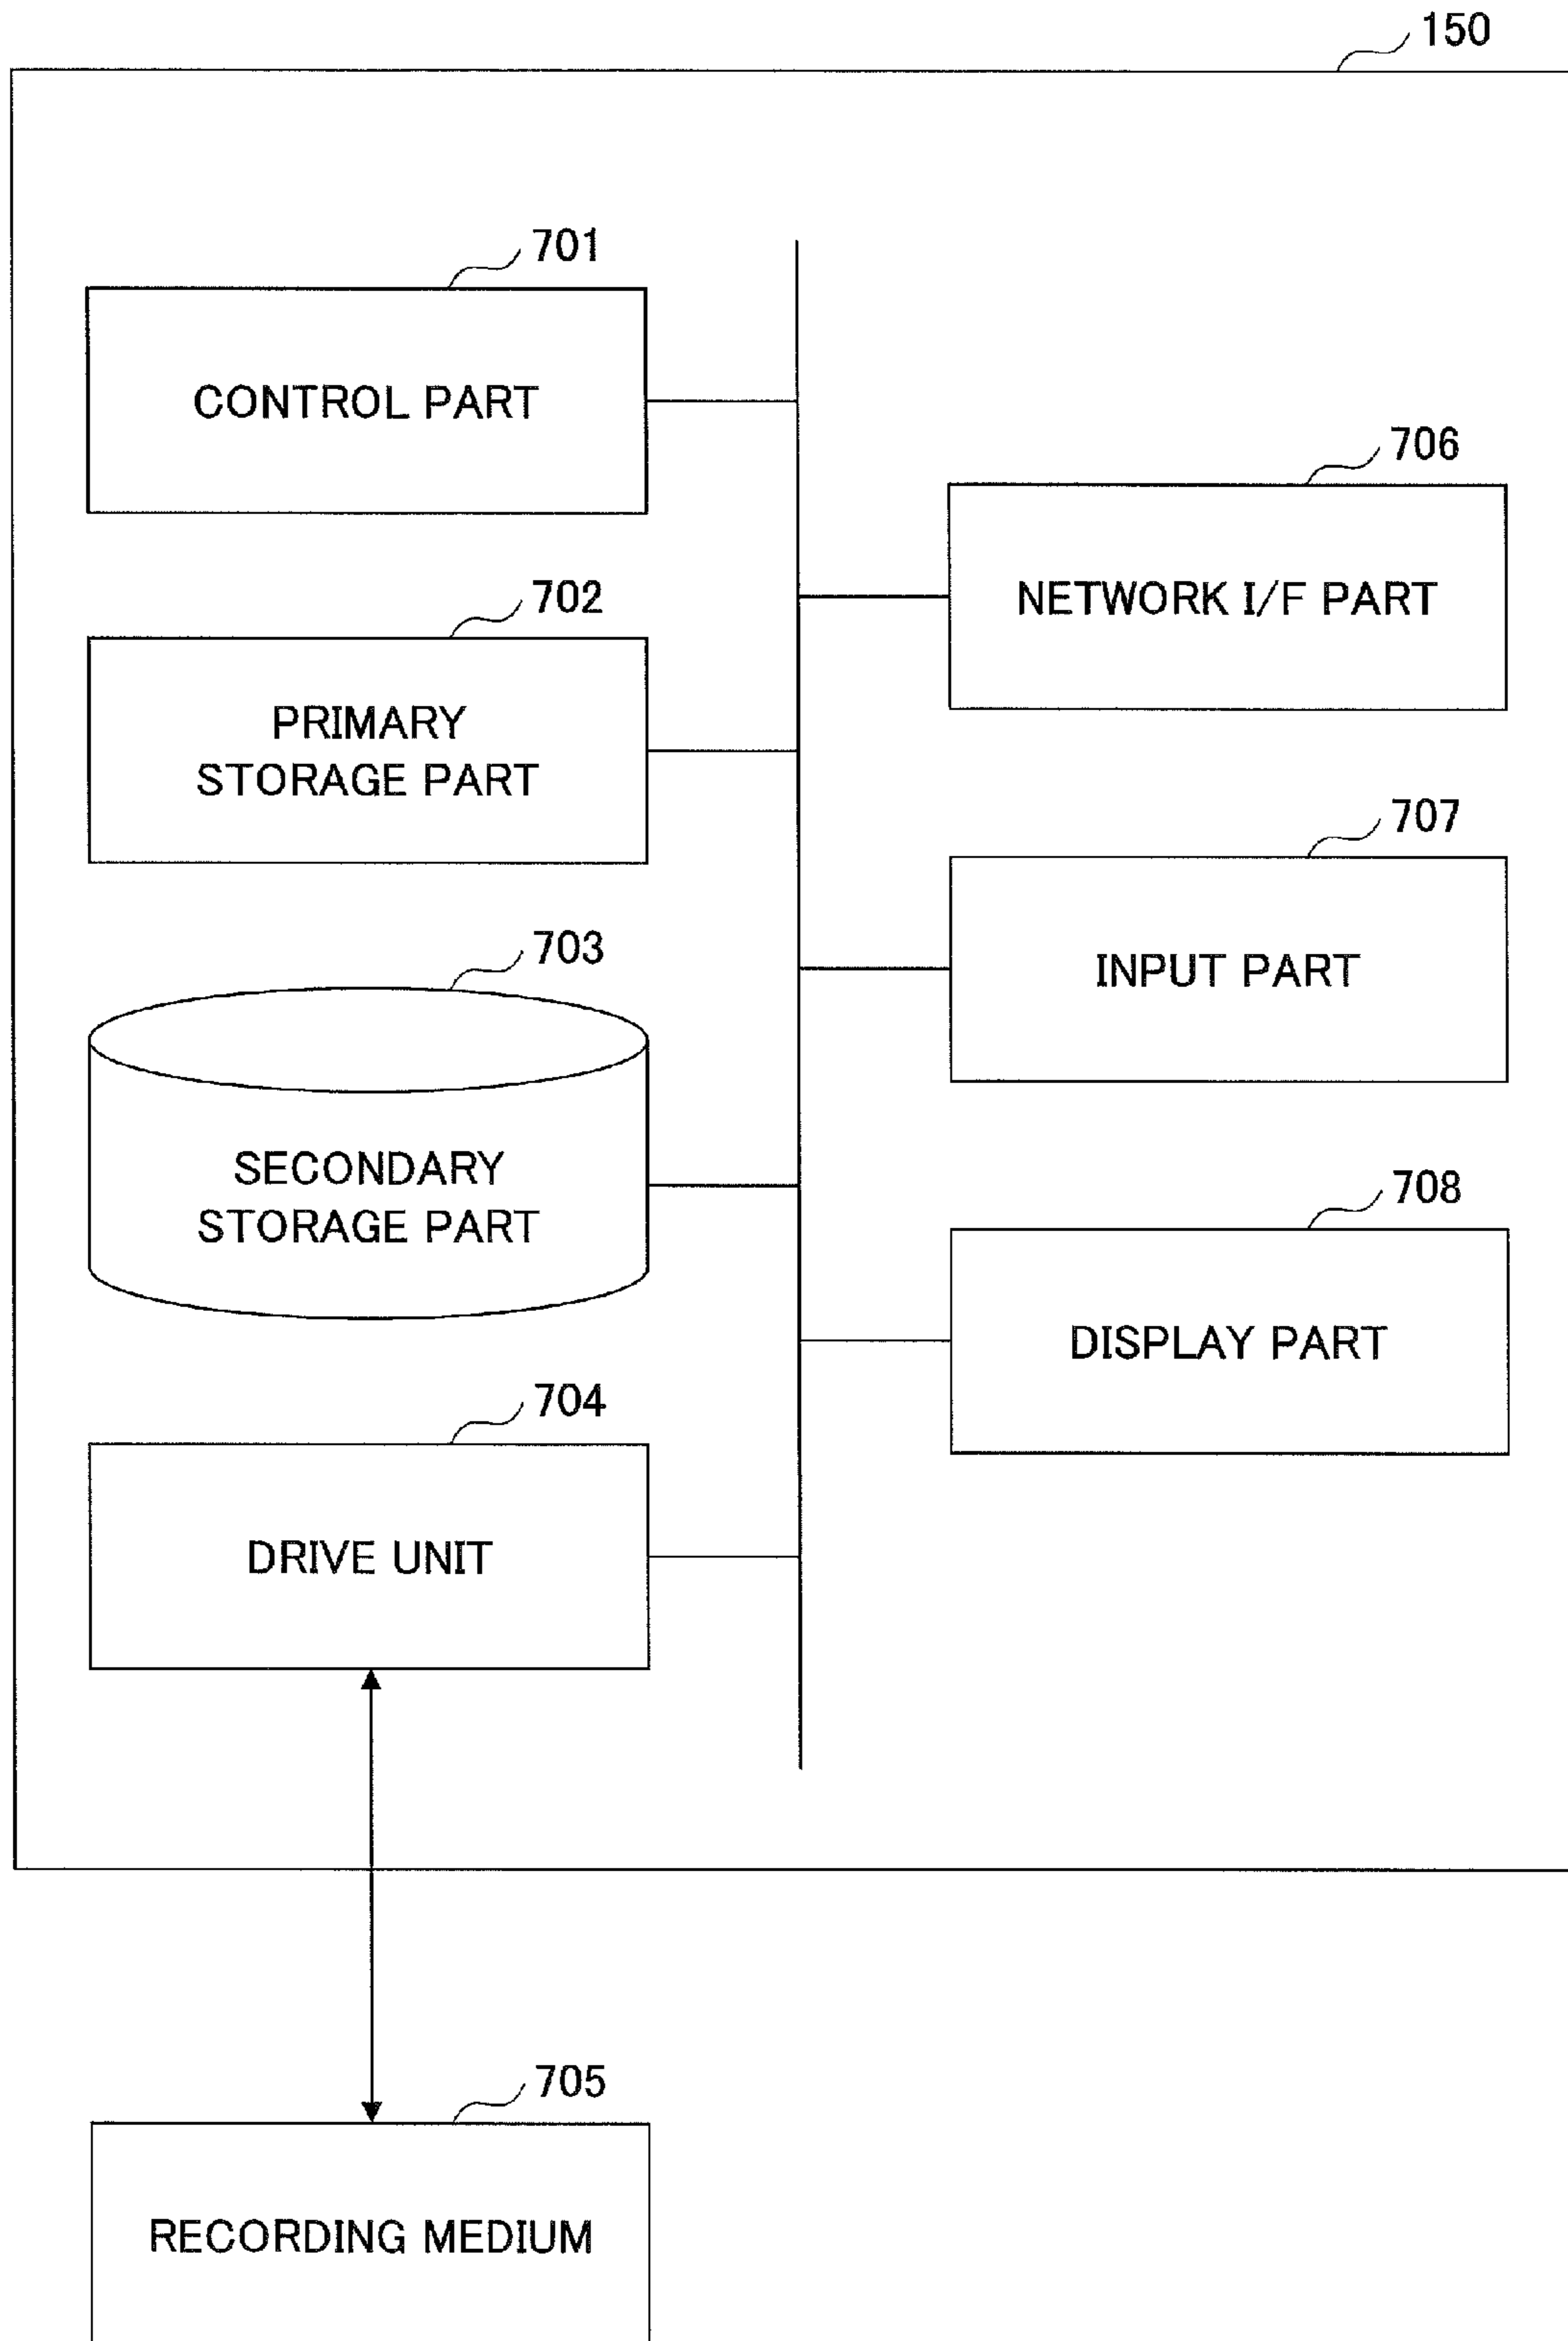 150
701
CONTROL PART
702
PRIMARY
STORAGE PART
703
SECONDARY
STORAGE PART
704
DRIVE UNIT
706
NETWORK I/F PART
707
INPUT PART
708
DISPLAY PART
705
RECORDING MEDIUM